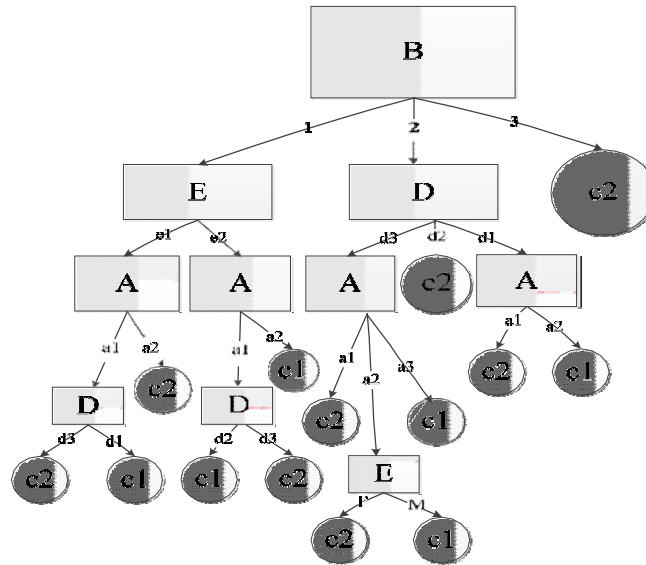 B
1 2 3
E D c2
e1 e2 d3 d2 d1
A A A c2 A
a1 a2 a1 a2 a1 a2 a3 a1 a2
c2 c1 c2 c1
D D c2 c1
d3 d1 d2 d3
c2 c1 c1 c2 E
F M
c2 c1